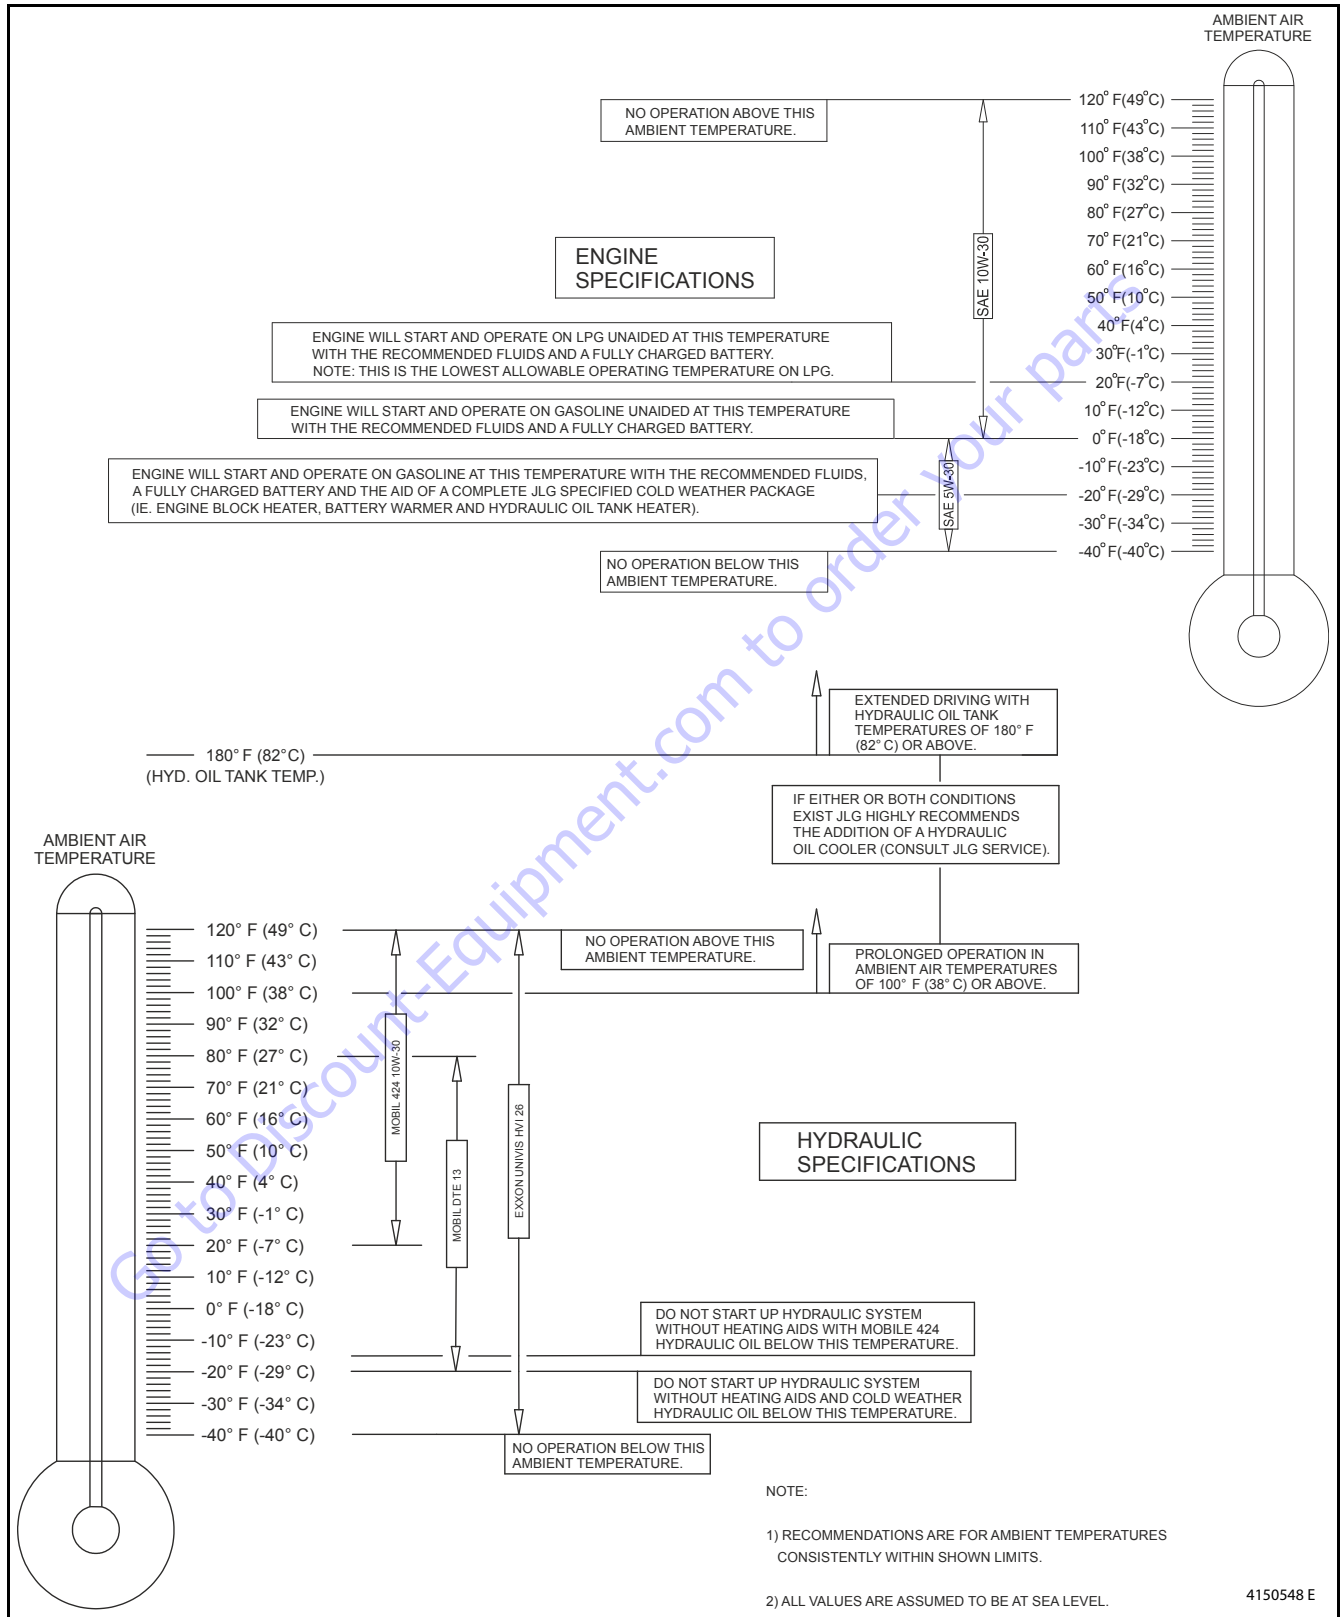 AMBIENT AIR
TEMPERATURE
120° F(49°C)
110° F(43°C)
100° F(38°C)
90° F(32°C)
80° F(27°C)
70° F(21°C)
60° F(16°C)
50° F(10°C)
40° F(4°C)
30°F(-1°C)
20°F(-7°C)
10° F(-12°C)
0° F(-18°C)
-10° F(-23°C)
-20° F(-29°C)
-30° F(-34°C)
-40° F(-40°C)
NO OPERATION ABOVE THIS
AMBIENT TEMPERATURE.
SAE 10W-30
ENGINE
SPECIFICATIONS
ENGINE WILL START AND OPERATE ON LPG UNAIDED AT THIS TEMPERATURE
WITH THE RECOMMENDED FLUIDS AND A FULLY CHARGED BATTERY.
NOTE: THIS IS THE LOWEST ALLOWABLE OPERATING TEMPERATURE ON LPG.
ENGINE WILL START AND OPERATE ON GASOLINE UNAIDED AT THIS TEMPERATURE
WITH THE RECOMMENDED FLUIDS AND A FULLY CHARGED BATTERY.
ENGINE WILL START AND OPERATE ON GASOLINE AT THIS TEMPERATURE WITH THE RECOMMENDED FLUIDS,
A FULLY CHARGED BATTERY AND THE AID OF A COMPLETE JLG SPECIFIED COLD WEATHER PACKAGE
(IE. ENGINE BLOCK HEATER, BATTERY WARMER AND HYDRAULIC OIL TANK HEATER).
SAE 5W-30
NO OPERATION BELOW THIS
AMBIENT TEMPERATURE.
EXTENDED DRIVING WITH
HYDRAULIC OIL TANK
TEMPERATURES OF 180° F
(82° C) OR ABOVE.
180° F (82°C)
(HYD. OIL TANK TEMP.)
IF EITHER OR BOTH CONDITIONS
EXIST JLG HIGHLY RECOMMENDS
THE ADDITION OF A HYDRAULIC
OIL COOLER (CONSULT JLG SERVICE).
AMBIENT AIR
TEMPERATURE
120° F (49° C)
110° F (43° C)
100° F (38° C)
90° F (32° C)
80° F (27° C)
70° F (21° C)
60° F (16° C)
50° F (10° C)
40° F (4° C)
30° F (-1° C)
20° F (-7° C)
10° F (-12° C)
0° F (-18° C)
-10° F (-23° C)
-20° F (-29° C)
-30° F (-34° C)
-40° F (-40° C)
NO OPERATION ABOVE THIS
AMBIENT TEMPERATURE.
PROLONGED OPERATION IN
AMBIENT AIR TEMPERATURES
OF 100° F (38° C) OR ABOVE.
MOBIL 424 10W-30
MOBIL DTE 13
EXXON UNIVIS HVI 26
HYDRAULIC
SPECIFICATIONS
DO NOT START UP HYDRAULIC SYSTEM
WITHOUT HEATING AIDS WITH MOBILE 424
HYDRAULIC OIL BELOW THIS TEMPERATURE.
DO NOT START UP HYDRAULIC SYSTEM
WITHOUT HEATING AIDS AND COLD WEATHER
HYDRAULIC OIL BELOW THIS TEMPERATURE.
NO OPERATION BELOW THIS
AMBIENT TEMPERATURE.
NOTE:
1) RECOMMENDATIONS ARE FOR AMBIENT TEMPERATURES
CONSISTENTLY WITHIN SHOWN LIMITS.
2) ALL VALUES ARE ASSUMED TO BE AT SEA LEVEL.
4150548 E
Go to Discount-Equipment.com to order your parts